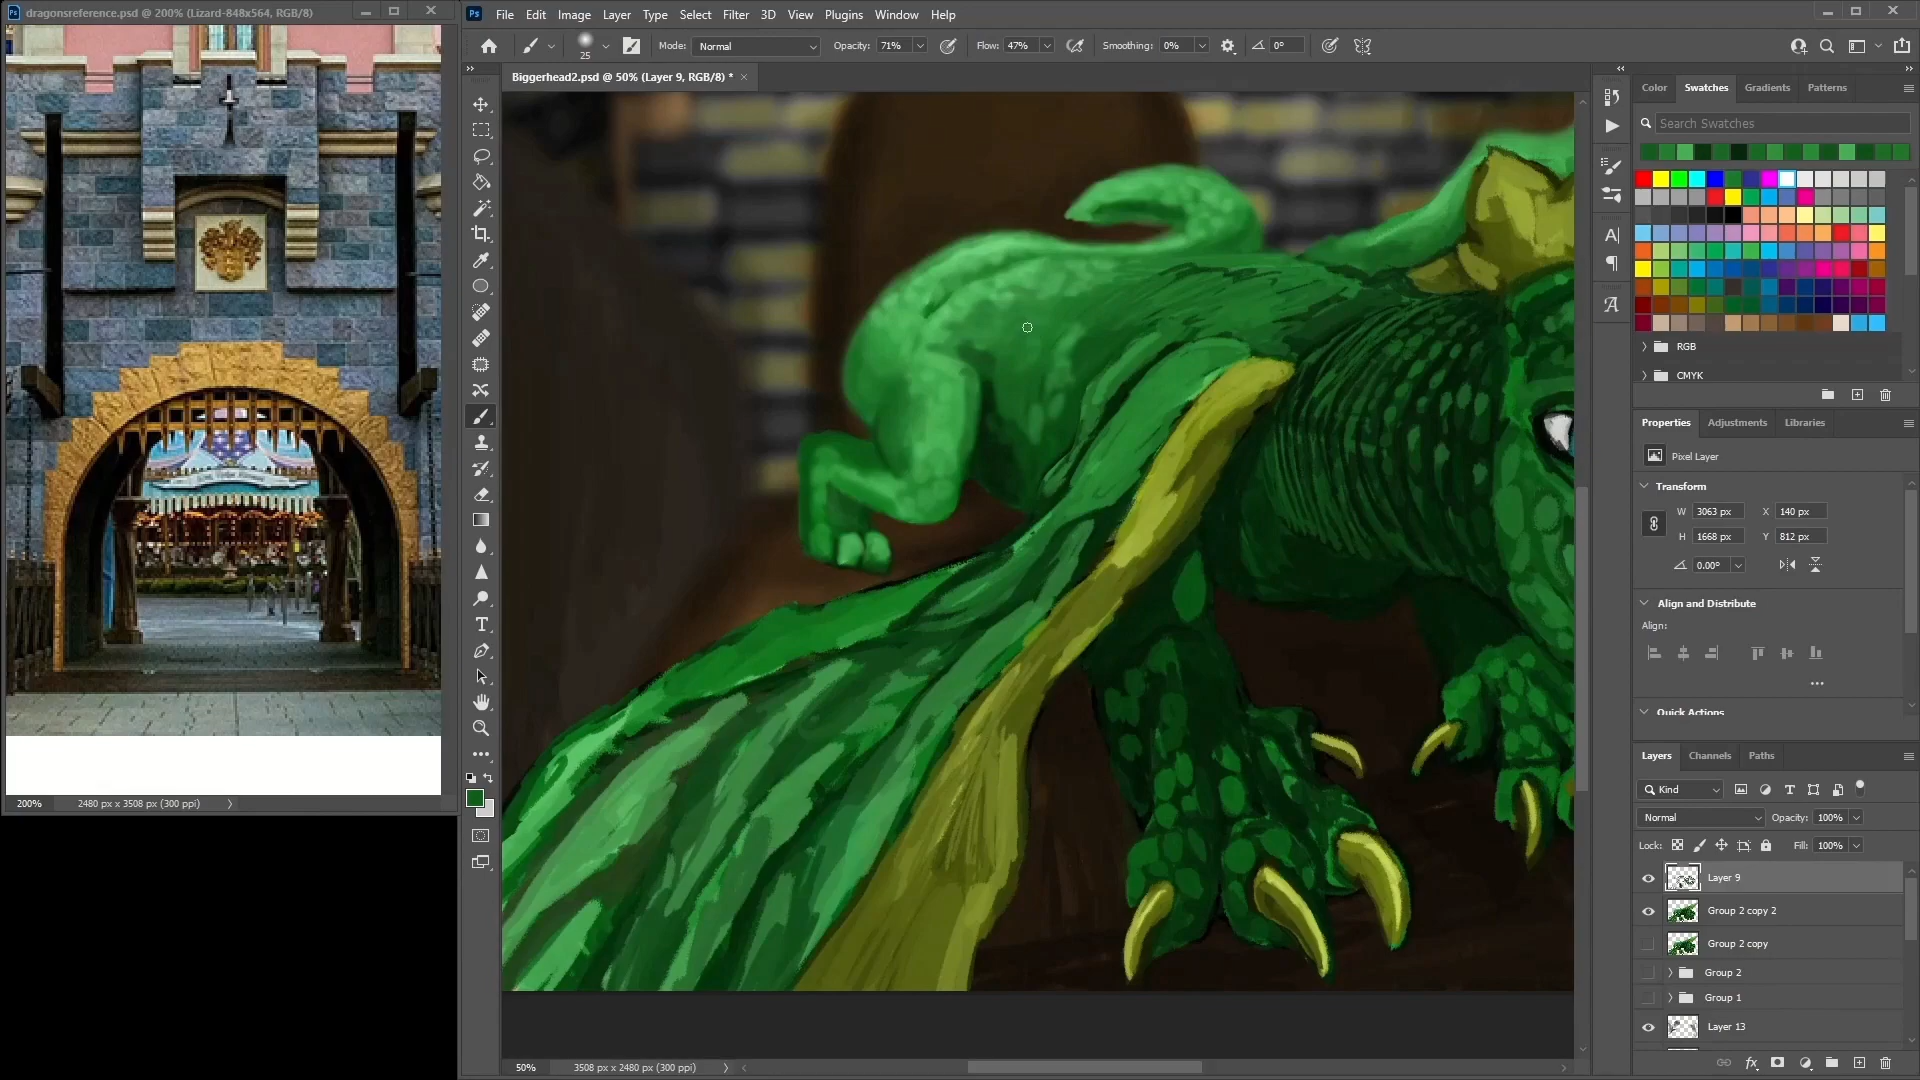 dragonsreference.psd @ 200% (Lizard-848x564, RGB/8)
File Edit Image Layer Type Select Filter 3D View Plugins Window Help
25 Mode: Normal Opacity: 71% Flow: 47% Smoothing: 0% 0°
Biggerhead2.psd @ 50% (Layer 9, RGB/8) *
Color Swatches Gradients Patterns
Search Swatches
RGB
CMYK
Properties Adjustments Libraries
Pixel Layer
Transform
W 3063 px X 140 px
H 1668 px Y 812 px
0.00°
Align and Distribute
Align:
Quick Actions
Layers Channels Paths
Kind
Normal Opacity: 100%
Lock: Fill: 100%
Layer 9
Group 2 copy 2
Group 2 copy
Group 2
Group 1
Layer 13
200% 2480 px x 3508 px (300 ppi)
50% 3508 px x 2480 px (300 ppi)